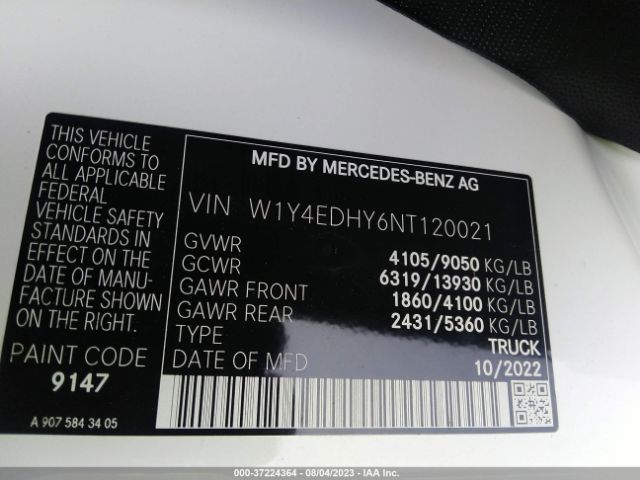 THIS VEHICLE
CONFORMS TO
ALL APPLICABLE
FEDERAL
VEHICLE SAFETY
STANDARDS IN
EFFECT ON THE
DATE OF MANU-
FACTURE SHOWN
ON THE RIGHT.
PAINT CODE
9147
A 907 584 34 05
MFD BY MERCEDES-BENZ AG
VIN W1Y4EDHY6NT120021
GVWR 4105/9050 KG/LB
GCWR 6319/13930 KG/LB
GAWR FRONT 1860/4100 KG/LB
GAWR REAR 2431/5360 KG/LB
TYPE TRUCK
DATE OF MFD 10/2022
000-37224364 - 08/04/2023 - IAA Inc.